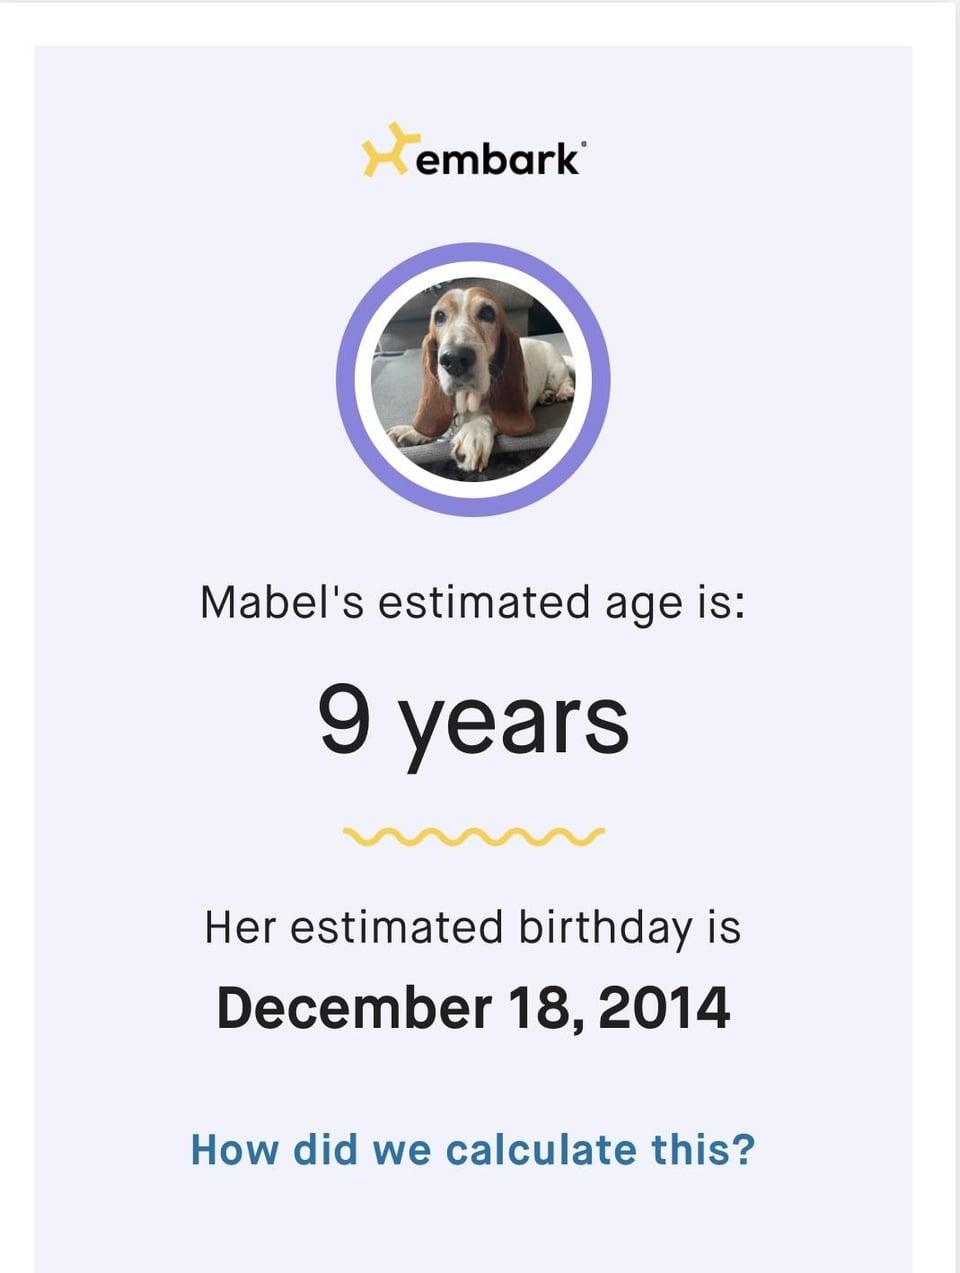 embark®
Mabel's estimated age is:
9 years
Her estimated birthday is
December 18, 2014
How did we calculate this?